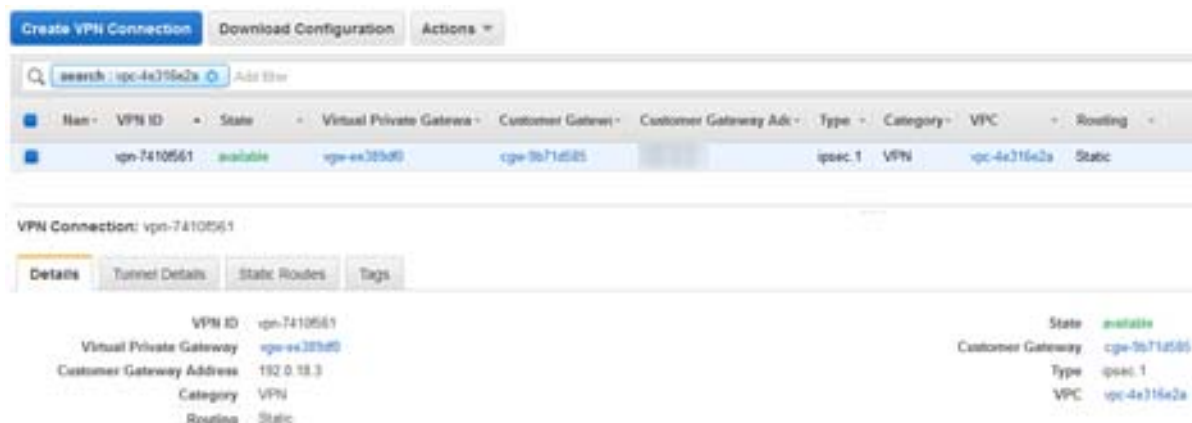 Create VPN Connection Download Configuration Actions
search : vpc-4e316e2a Add filter
Nam VPN ID State Virtual Private Gatewa Customer Gatew Customer Gateway Adc Type Category VPC Routing
vpn-7410f561 available vgw-ee389df0 cgw-9b71d585 ipsec.1 VPN vpc-4e316e2a Static
VPN Connection: vpn-7410f561
Details Tunnel Details Static Routes Tags
VPN ID vpn-7410f561 State available
Virtual Private Gateway vgw-ee389df0 Customer Gateway cgw-9b71d585
Customer Gateway Address 192.0.18.3 Type ipsec.1
Category VPN VPC vpc-4e316e2a
Routing Static